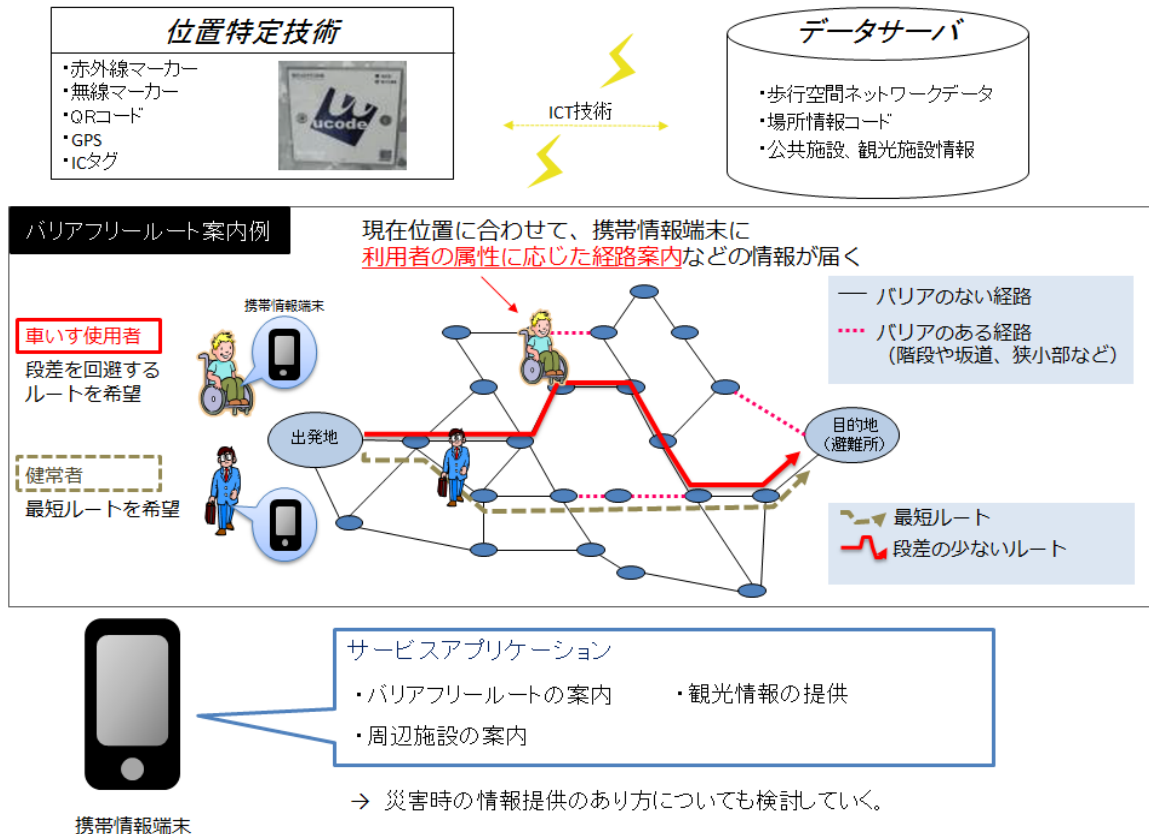 位置特定技術
・赤外線マーカー
・無線マーカー
・QRコード
・GPS
・ICタグ
ucode
ICT技術
データサーバ
・歩行空間ネットワークデータ
・場所情報コード
・公共施設、観光施設情報
バリアフリールート案内例
現在位置に合わせて、携帯情報端末に
利用者の属性に応じた経路案内などの情報が届く
携帯情報端末
車いす使用者
段差を回避する
ルートを希望
健常者
最短ルートを希望
出発地
目的地
(避難所)
バリアのない経路
バリアのある経路
(階段や坂道、狭小部など)
最短ルート
段差の少ないルート
サービスアプリケーション
・バリアフリールートの案内 ・観光情報の提供
・周辺施設の案内
→ 災害時の情報提供のあり方についても検討していく。
携帯情報端末